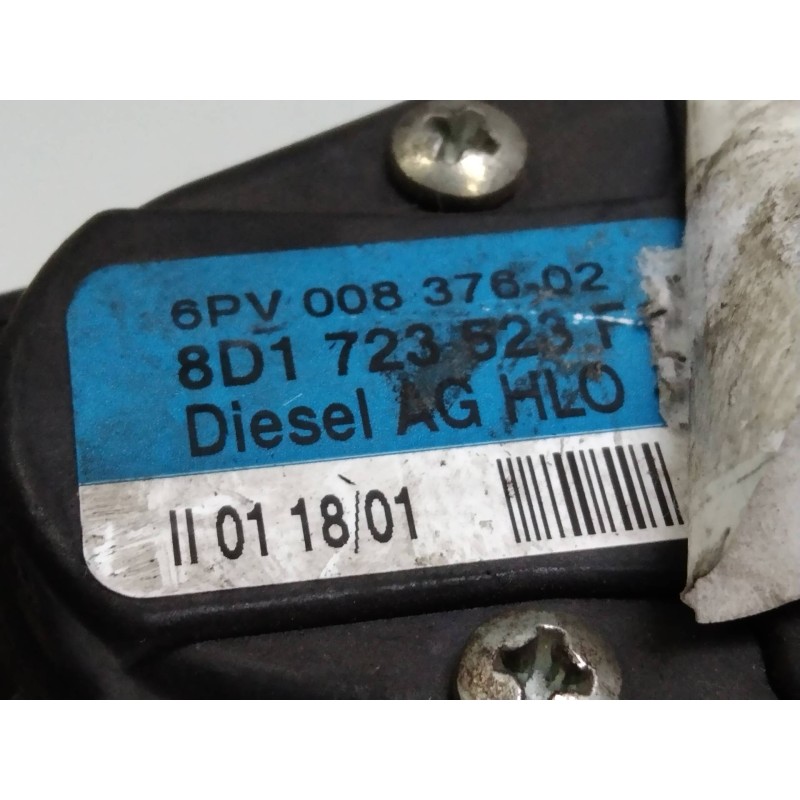 6PV 008 376-02
8D1 723 523 F
Diesel AG HLO
II 01 18/01